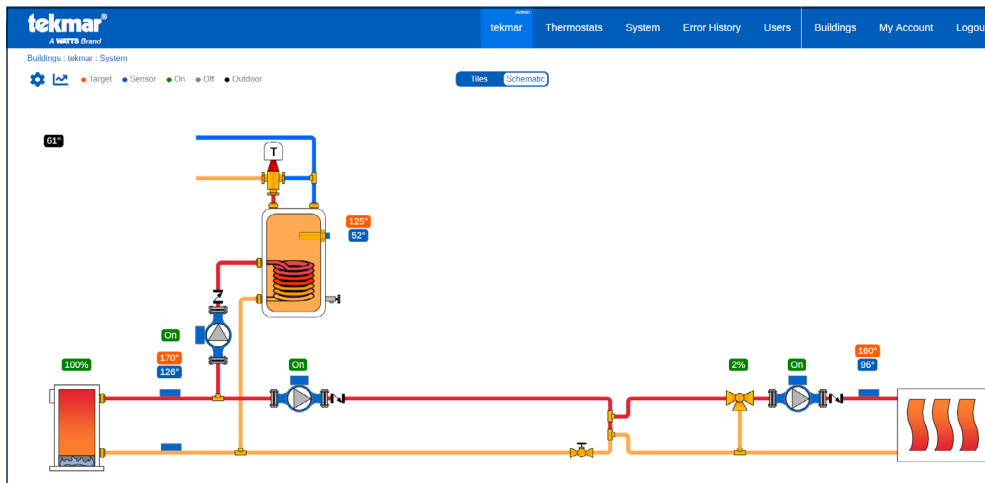 tekmar®
A WATTS Brand
Admin
tekmar Thermostats System Error History Users Buildings My Account Logou
Buildings : tekmar : System
Target Sensor On Off Outdoor
Tiles Schematic
61°
T
125°
52°
On
170°
126°
100%
On
2%
On
160°
96°